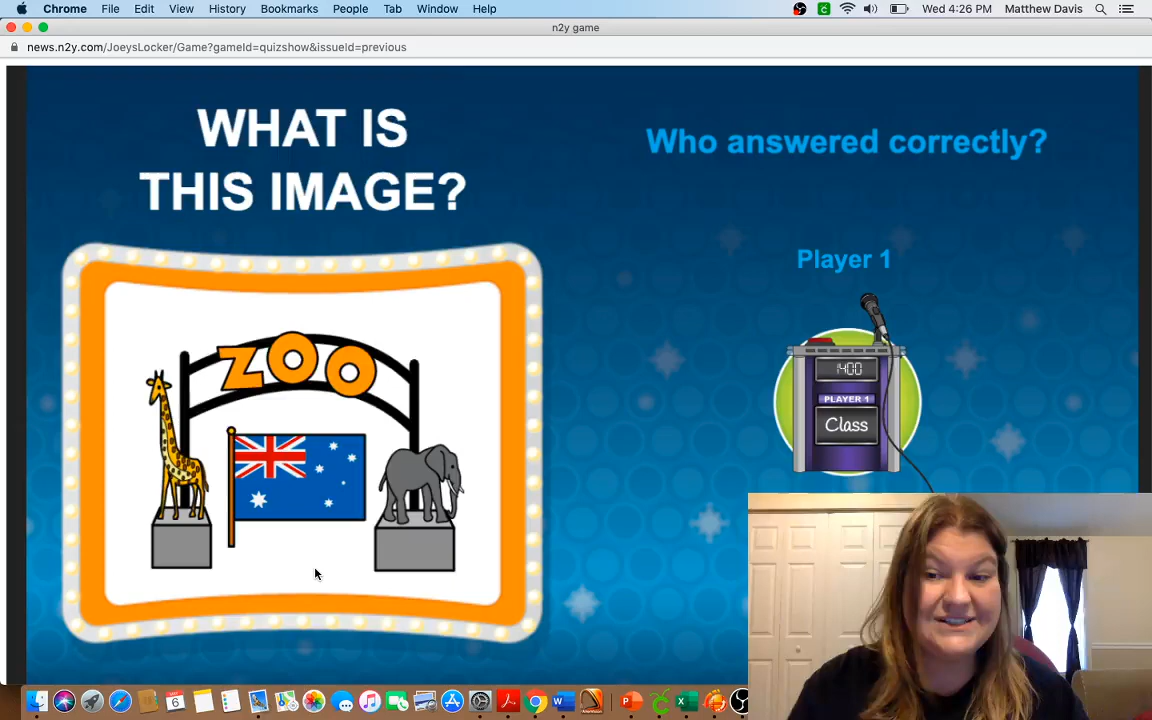 Chrome File Edit View History Bookmarks People Tab Window Help Wed 4:26 PM Matthew Davis
n2y game
news.n2y.com/JoeysLocker/Game?gameId=quizshow&issueId=previous
WHAT IS
THIS IMAGE?
Who answered correctly?
Player 1
ZOO
1400
PLAYER 1
Class
6